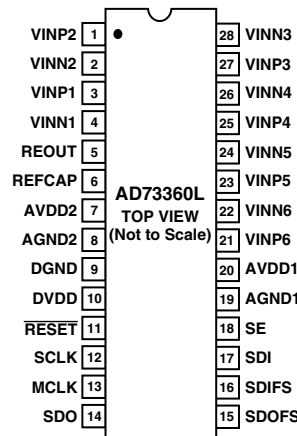 VINP2 1 28 VINN3
VINN2 2 27 VINP3
VINP1 3 26 VINN4
VINN1 4 25 VINP4
REOUT 5 24 VINN5
REFCAP 6 23 VINP5
AVDD2 7 22 VINN6
AGND2 8 21 VINP6
DGND 9 20 AVDD1
DVDD 10 19 AGND1
RESET 11 18 SE
SCLK 12 17 SDI
MCLK 13 16 SDIFS
SDO 14 15 SDOFS
AD73360L
TOP VIEW
(Not to Scale)